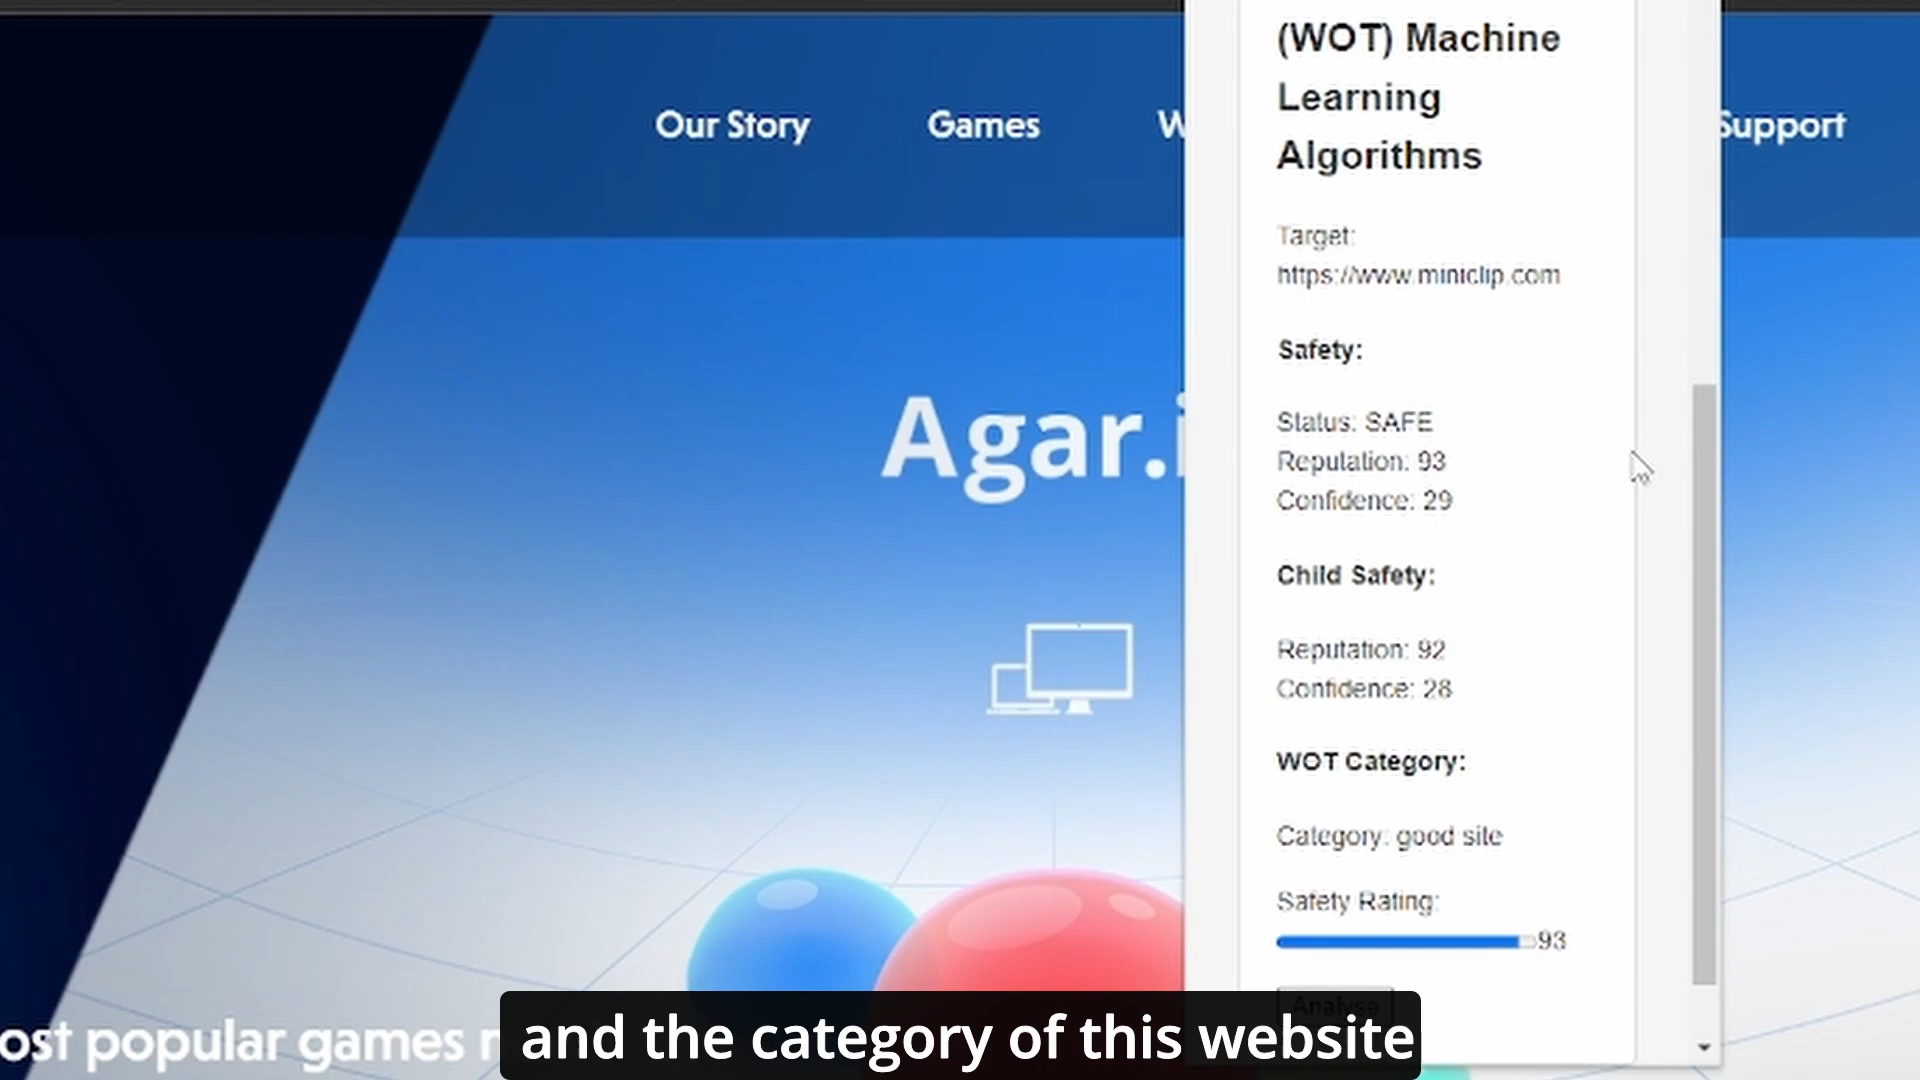 Our Story
Games
W
Support
Agar.i
ost popular games
(WOT) Machine
Learning
Algorithms
Target:
https://www.miniclip.com
Safety:
Status: SAFE
Reputation: 93
Confidence: 29
Child Safety:
Reputation: 92
Confidence: 28
WOT Category:
Category: good site
Safety Rating:
93
Analyse
and the category of this website